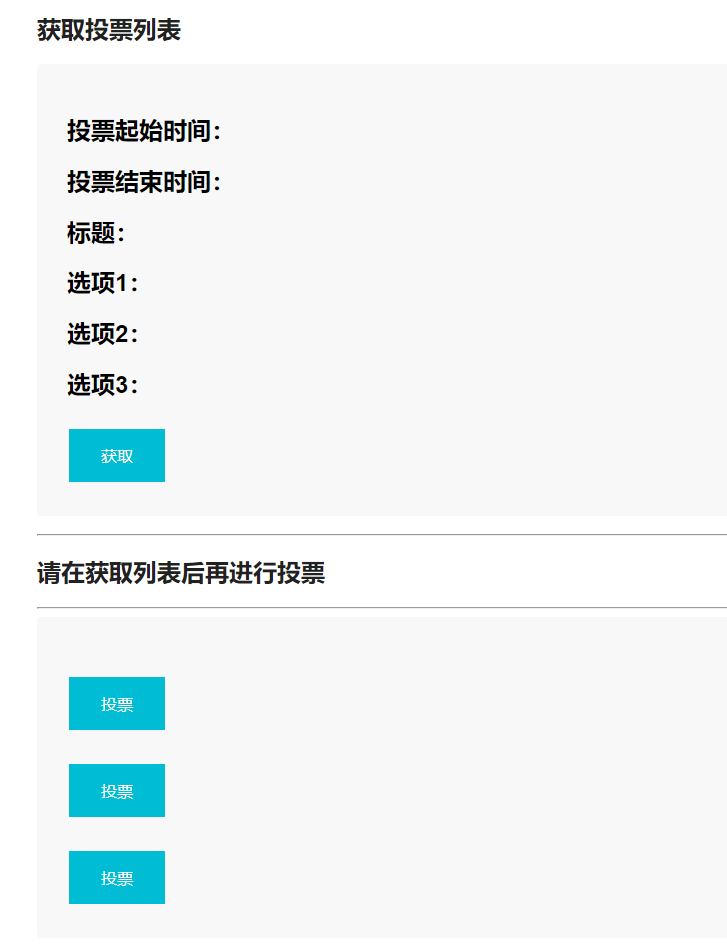 获取投票列表
投票起始时间：
投票结束时间：
标题：
选项1：
选项2：
选项3：
获取
请在获取列表后再进行投票
投票
投票
投票